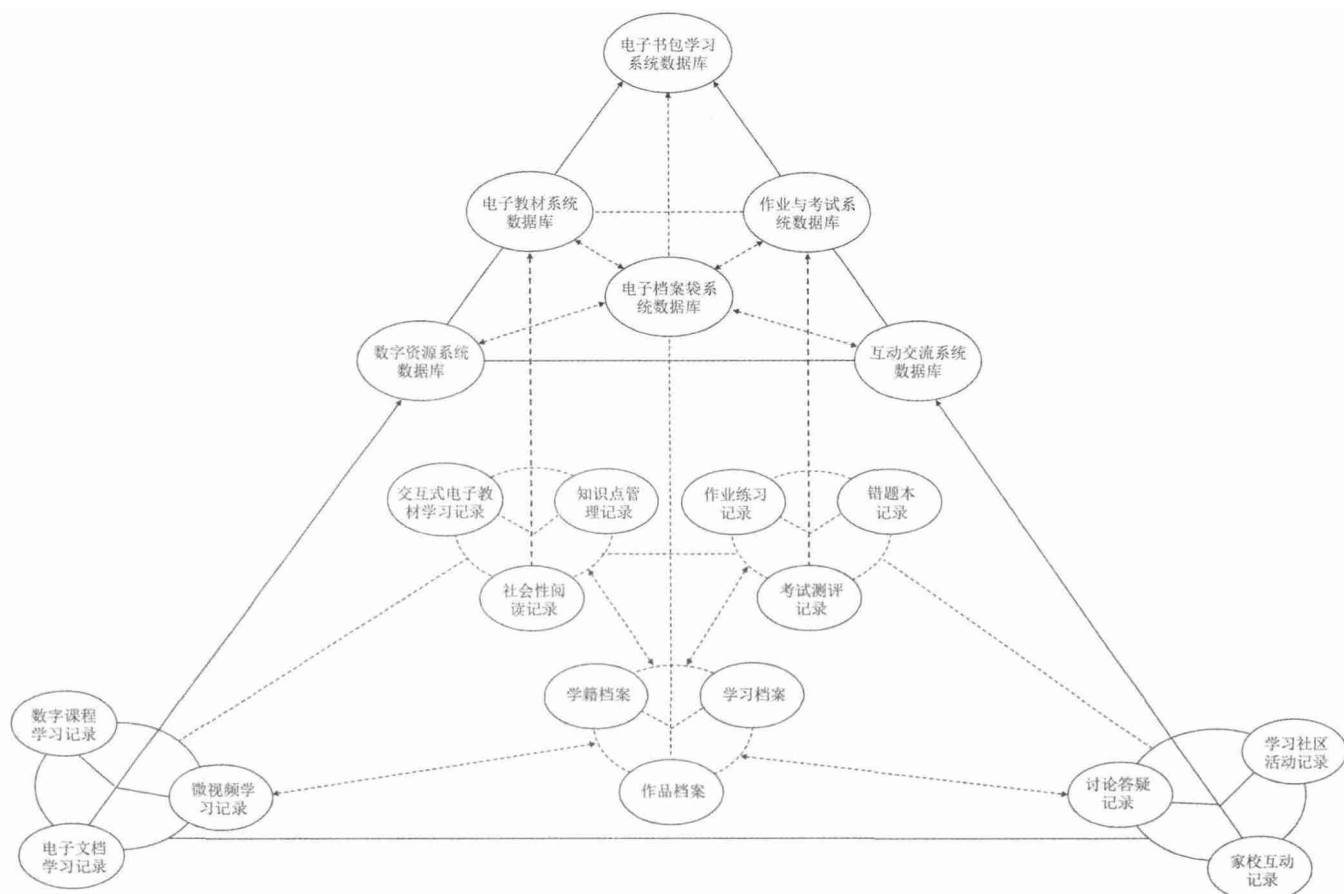 电子书包学习
系统数据库
电子教材系统
数据库
作业与考试系
统数据库
电子档案袋系
统数据库
数字资源系统
数据库
互动交流系统
数据库
交互式电子教
材学习记录
知识点管
理记录
作业练习
记录
错题本
记录
社会性阅
读记录
考试测评
记录
学籍档案
学习档案
作品档案
数字课程
学习记录
微视频学
习记录
电子文档
学习记录
学习社区
活动记录
讨论答疑
记录
家校互动
记录